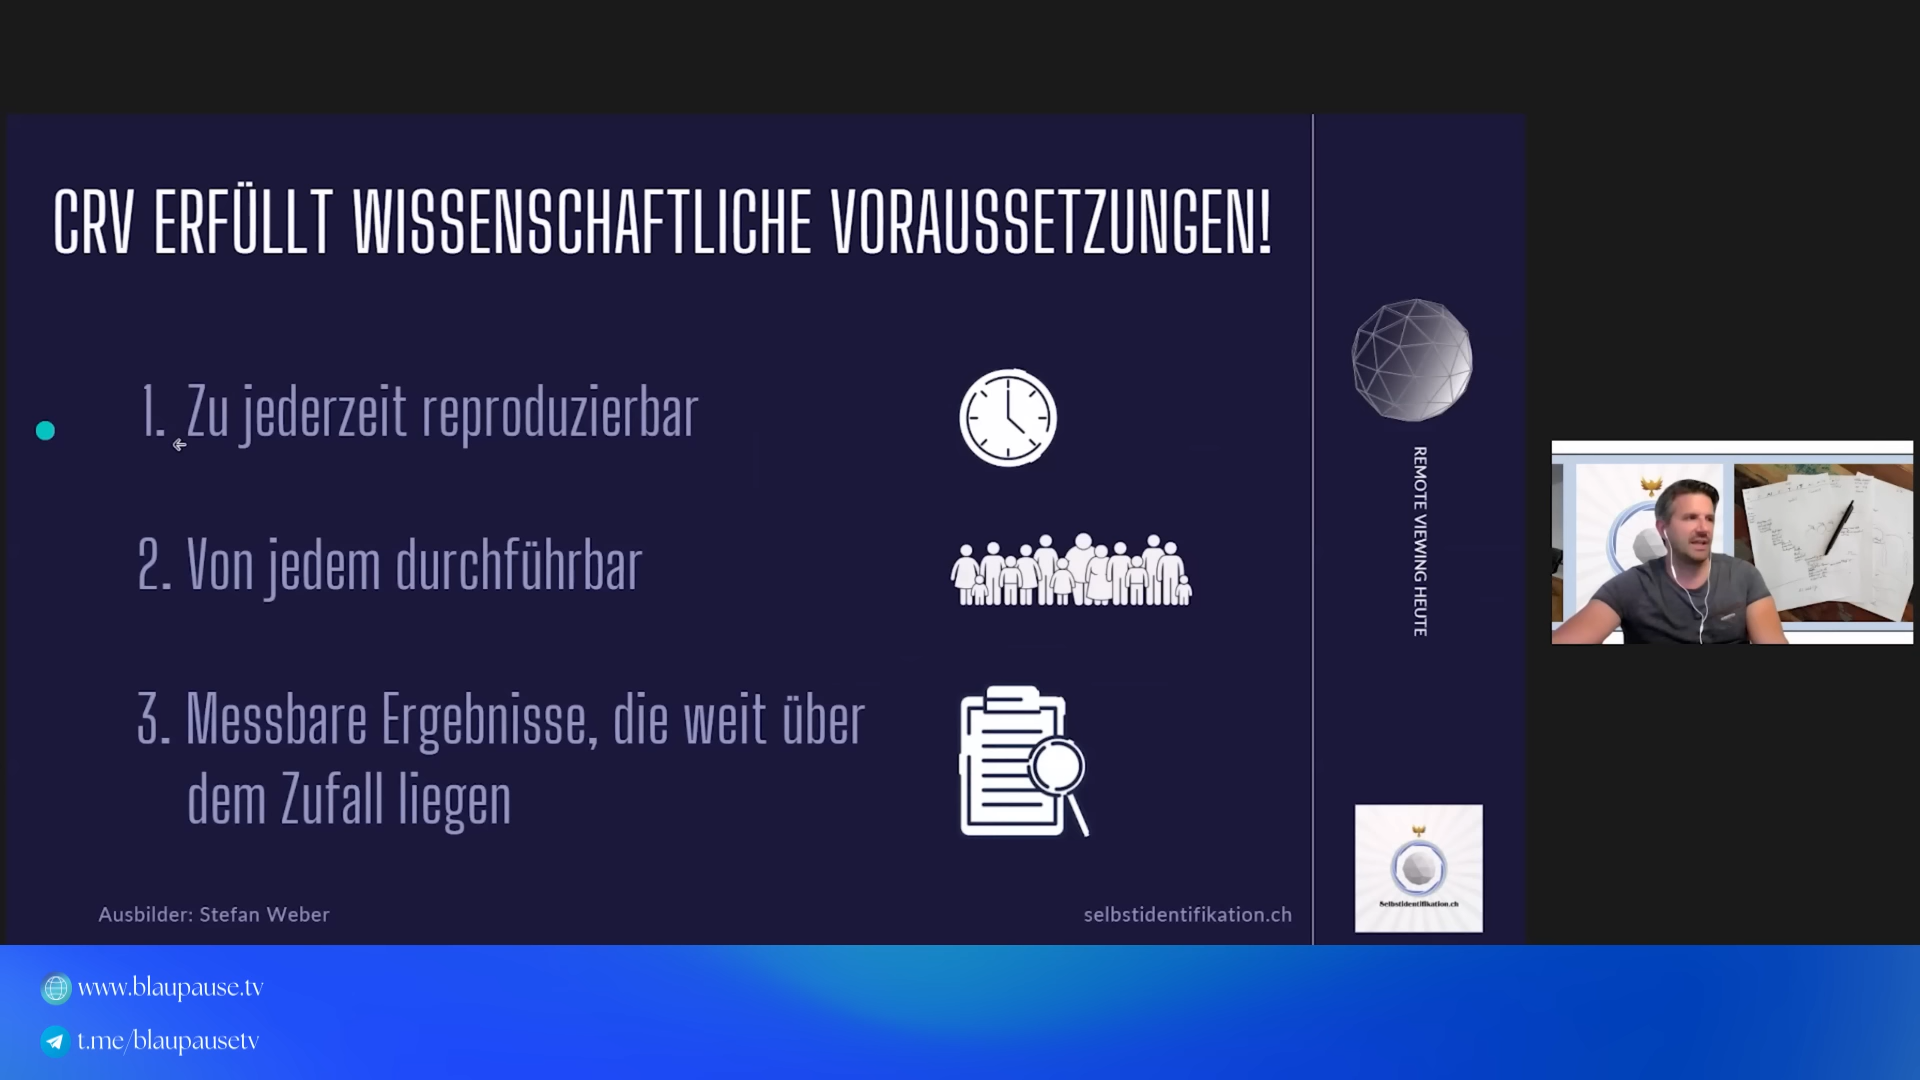 CRV ERFÜLLT WISSENSCHAFTLICHE VORAUSSETZUNGEN!
1. Zu jederzeit reproduzierbar
2. Von jedem durchführbar
3. Messbare Ergebnisse, die weit über
dem Zufall liegen
Ausbilder: Stefan Weber
selbstidentifikation.ch
REMOTE VIEWING HEUTE
Selbstidentifikation.ch
www.blaupause.tv
t.me/blaupausetv